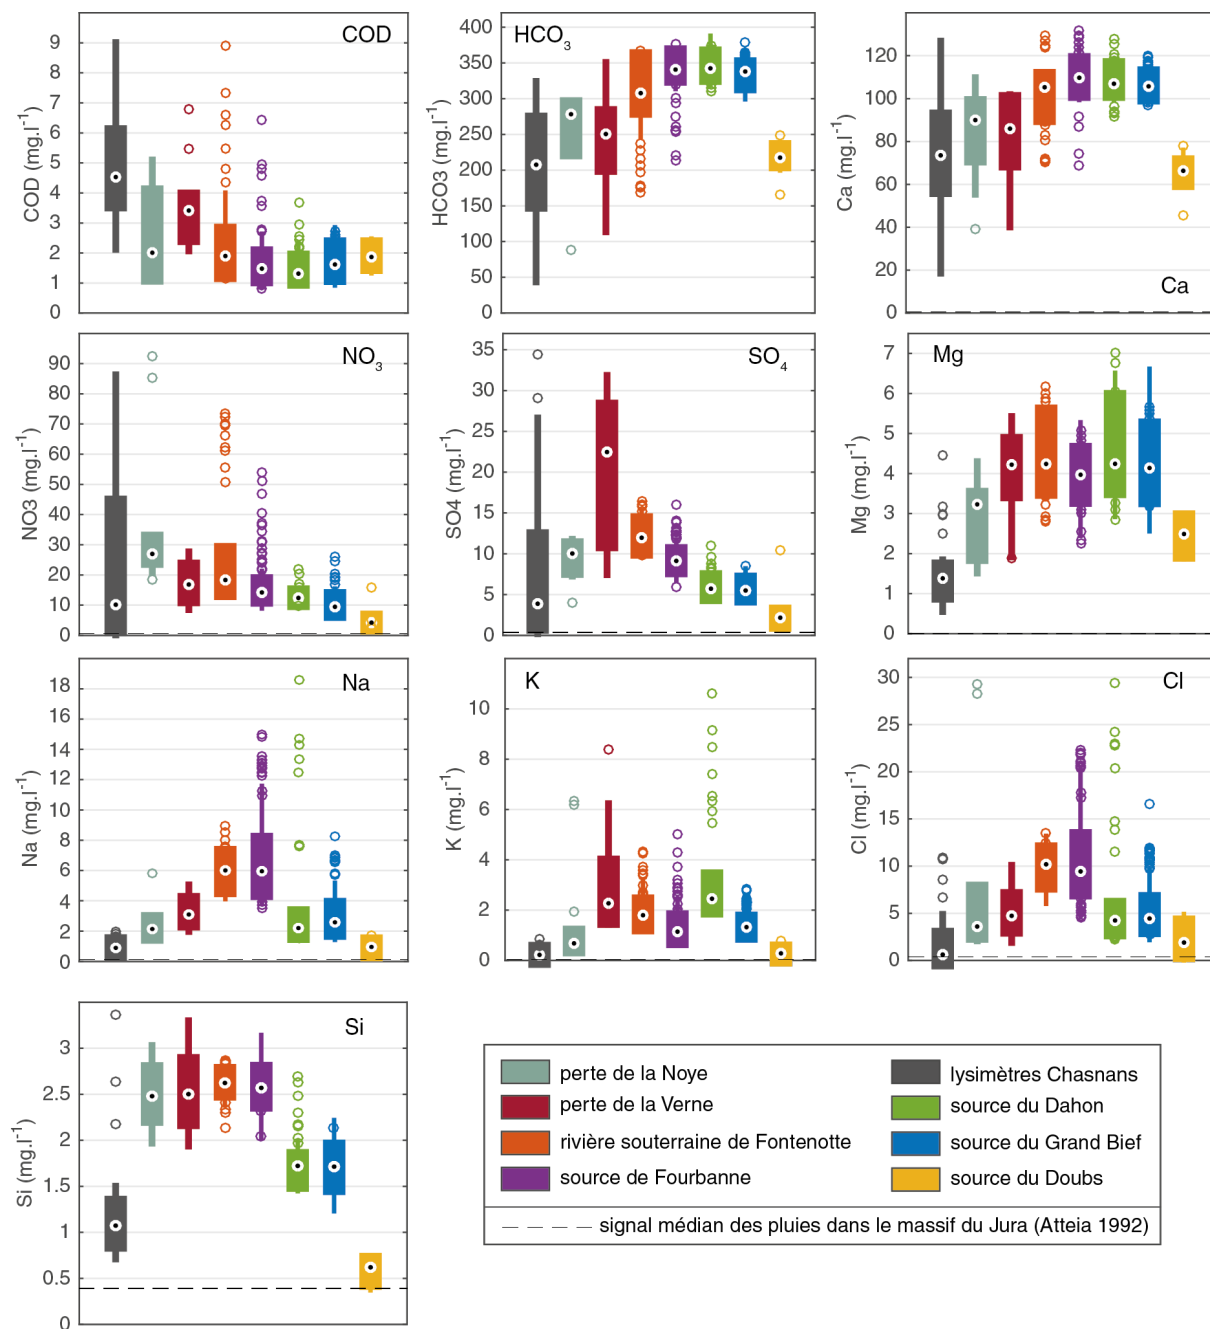 COD
COD (mg.l-1)
9
8
7
6
5
4
3
2
1
0
HCO3
HCO3 (mg.l-1)
400
350
300
250
200
150
100
50
0
Ca
Ca (mg.l-1)
120
100
80
60
40
20
0
NO3
NO3 (mg.l-1)
90
80
70
60
50
40
30
20
10
0
SO4
SO4 (mg.l-1)
35
30
25
20
15
10
5
0
Mg
Mg (mg.l-1)
7
6
5
4
3
2
1
0
Na
Na (mg.l-1)
18
16
14
12
10
8
6
4
2
0
K
K (mg.l-1)
10
8
6
4
2
0
Cl
Cl (mg.l-1)
30
25
20
15
10
5
0
Si
Si (mg.l-1)
3
2.5
2
1.5
1
0.5
0
perte de la Noye
perte de la Verne
rivière souterraine de Fontenotte
source de Fourbanne
lysimètres Chasnans
source du Dahon
source du Grand Bief
source du Doubs
signal médian des pluies dans le massif du Jura (Atteia 1992)